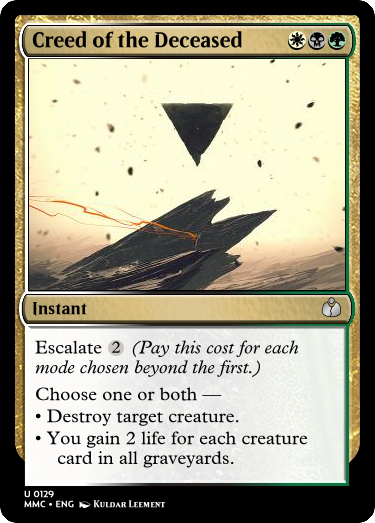 Creed of the Deceased
Instant
Escalate 2 (Pay this cost for each
mode chosen beyond the first.)
Choose one or both —
• Destroy target creature.
• You gain 2 life for each creature
card in all graveyards.
U 0129
MMC • ENG Kuldar Leement